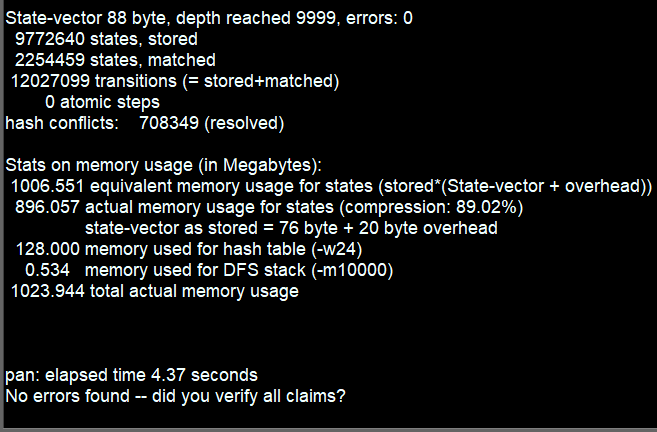 State-vector 88 byte, depth reached 9999, errors: 0
9772640 states, stored
2254459 states, matched
12027099 transitions (= stored+matched)
0 atomic steps
hash conflicts: 708349 (resolved)
Stats on memory usage (in Megabytes):
1006.551 equivalent memory usage for states (stored*(State-vector + overhead))
896.057 actual memory usage for states (compression: 89.02%)
state-vector as stored = 76 byte + 20 byte overhead
128.000 memory used for hash table (-w24)
0.534 memory used for DFS stack (-m10000)
1023.944 total actual memory usage
pan: elapsed time 4.37 seconds
No errors found -- did you verify all claims?